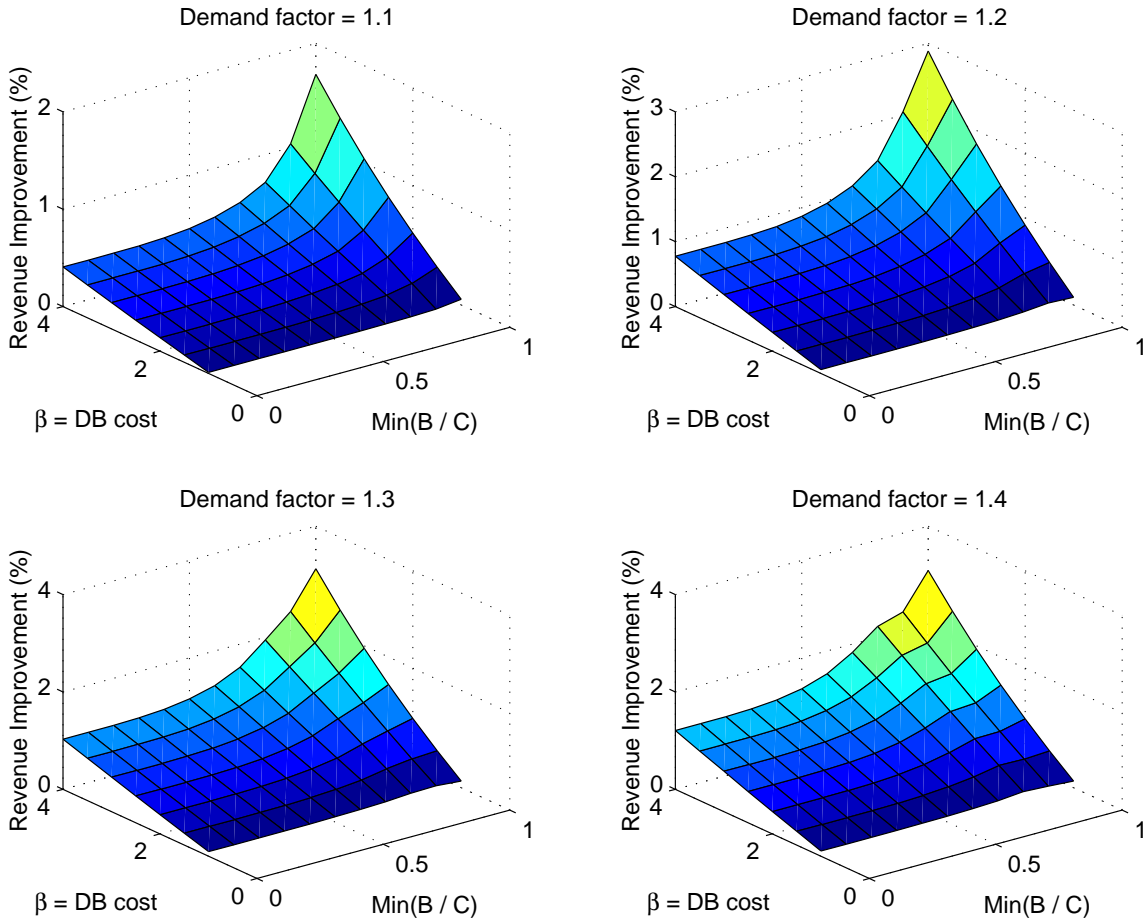 Demand factor = 1.1
Revenue Improvement (%)
2
1
0
4
2
0
0
0.5
1
β = DB cost
Min(B / C)
Demand factor = 1.2
Revenue Improvement (%)
3
2
1
0
4
2
0
0
0.5
1
β = DB cost
Min(B / C)
Demand factor = 1.3
Revenue Improvement (%)
4
2
0
4
2
0
0
0.5
1
β = DB cost
Min(B / C)
Demand factor = 1.4
Revenue Improvement (%)
4
2
0
4
2
0
0
0.5
1
β = DB cost
Min(B / C)